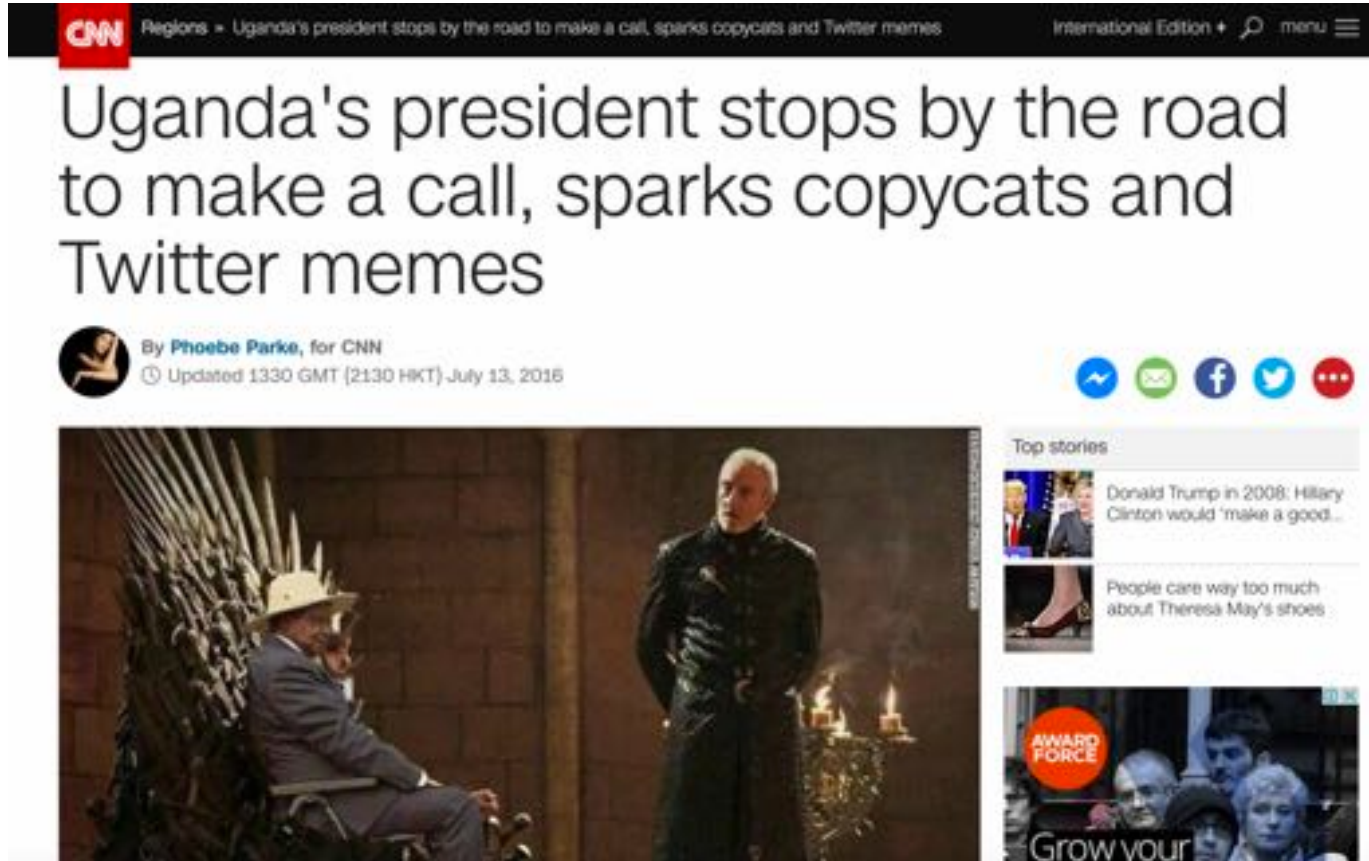 CNN
Regions » Uganda's president stops by the road to make a call, sparks copycats and Twitter memes
International Edition +
menu
Uganda's president stops by the road
to make a call, sparks copycats and
Twitter memes
By Phoebe Parke, for CNN
Updated 1330 GMT (2130 HKT) July 13, 2016
Top stories
Donald Trump in 2008: Hillary
Clinton would 'make a good...
People care way too much
about Theresa May's shoes
AWARD
FORCE
Grow your